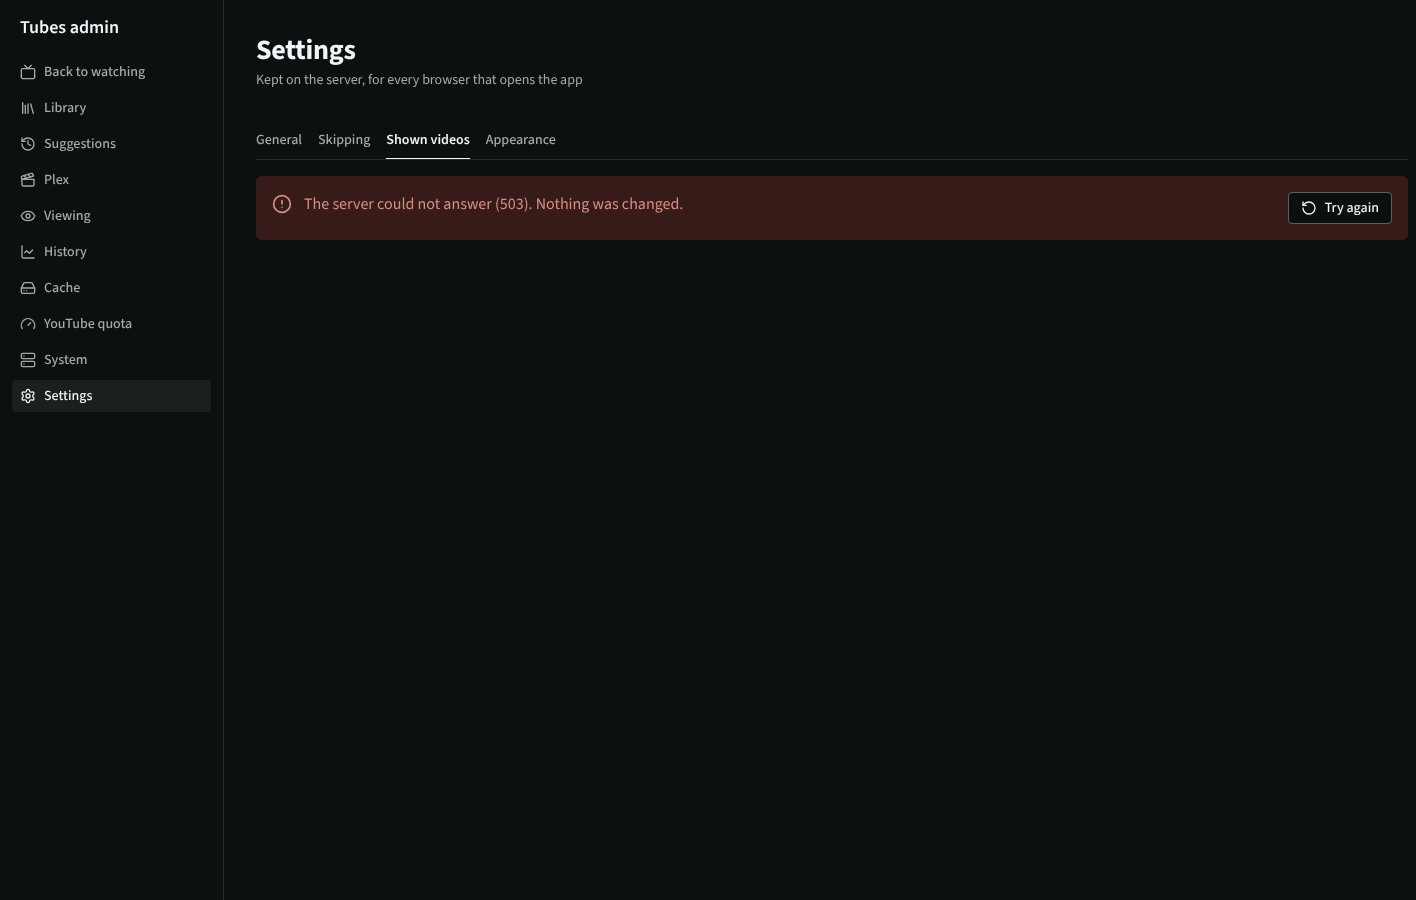 Tubes admin
Back to watching
Library
Suggestions
Plex
Viewing
History
Cache
YouTube quota
System
Settings
Settings
Kept on the server, for every browser that opens the app
General Skipping Shown videos Appearance
The server could not answer (503). Nothing was changed.
Try again